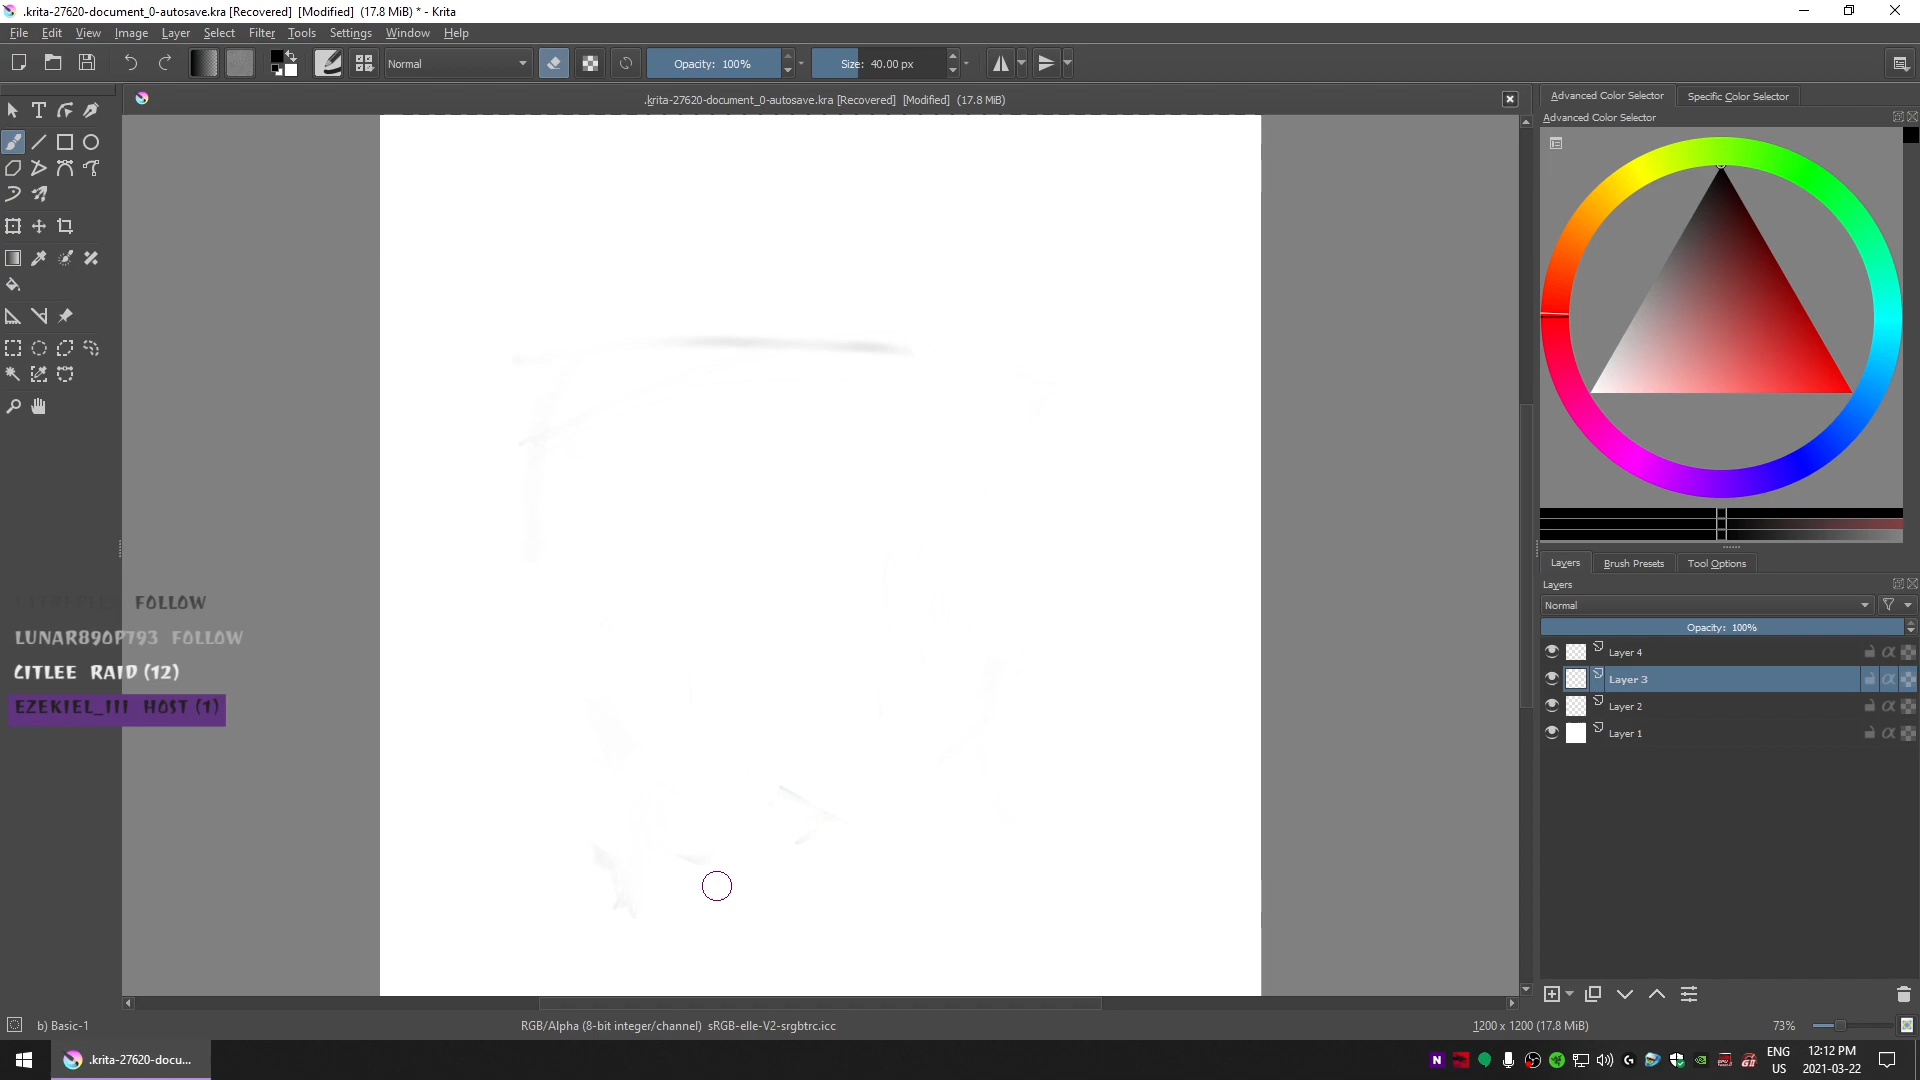 .krita-27620-document_0-autosave.kra [Recovered] [Modified] (17.8 MiB) * - Krita
File Edit View Image Layer Select Filter Tools Settings Window Help
Normal Opacity: 100% Size: 40.00 px
.krita-27620-document_0-autosave.kra [Recovered] [Modified] (17.8 MiB)
Advanced Color Selector Specific Color Selector
Advanced Color Selector
Layers Brush Presets Tool Options
Layers
Normal
Opacity: 100%
Layer 4
Layer 3
Layer 2
Layer 1
FOLLOW
LUNAR890P793 FOLLOW
CITLEE RAID (12)
EZEKIEL_III HOST (1)
b) Basic-1
RGB/Alpha (8-bit integer/channel) sRGB-elle-V2-srgbtrc.icc
1200 x 1200 (17.8 MiB)
73%
.krita-27620-docu...
ENG
US
12:12 PM
2021-03-22